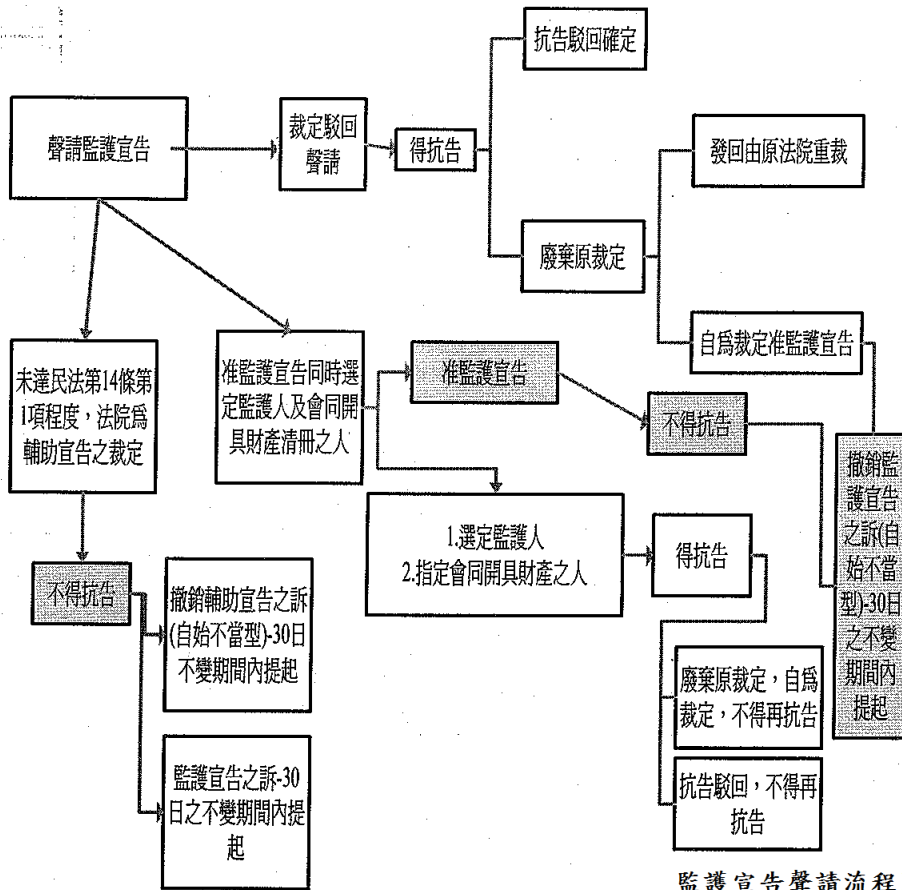 抗告駁回確定
聲請監護宣告
裁定駁回
聲請
得抗告
發回由原法院重裁
廢棄原裁定
自為裁定准監護宣告
未達民法第14條第
1項程度，法院為
輔助宣告之裁定
准監護宣告同時選
定監護人及會同開
具財產清冊之人
准監護宣告
不得抗告
撤銷監
護宣告
之訴(自
始不當
型)-30日
之不變
期間內
提起
1.選定監護人
2.指定會同開具財產之人
得抗告
不得抗告
撤銷輔助宣告之訴
(自始不當型)-30日
不變期間內提起
廢棄原裁定，自為
裁定，不得再抗告
監護宣告之訴-30
日之不變期間內提
起
抗告駁回，不得再
抗告
監護宣告聲請流程